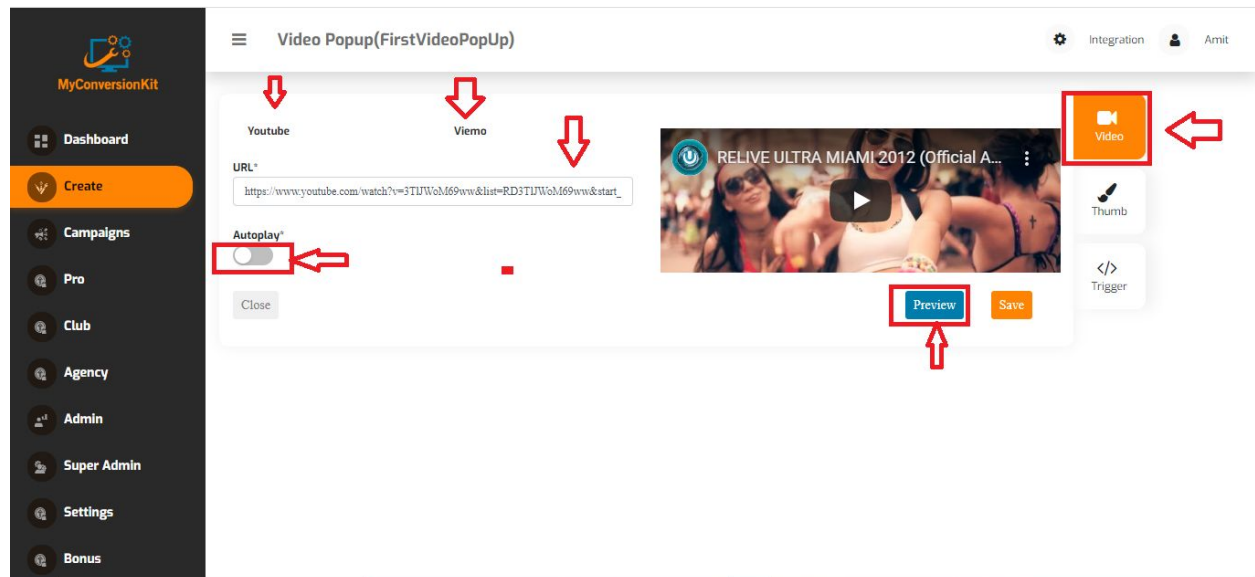 MyConversionKit
Dashboard
Create
Campaigns
Pro
Club
Agency
Admin
Super Admin
Settings
Bonus
Video Popup(FirstVideoPopUp)
Integration
Amit
Youtube
Viemo
URL*
https://www.youtube.com/watch?v=3TIJWoM69ww&list=RD3TIJWoM69ww&start_
Autoplay*
Close
RELIVE ULTRA MIAMI 2012 (Official A...
Preview
Save
Video
Thumb
</>
Trigger